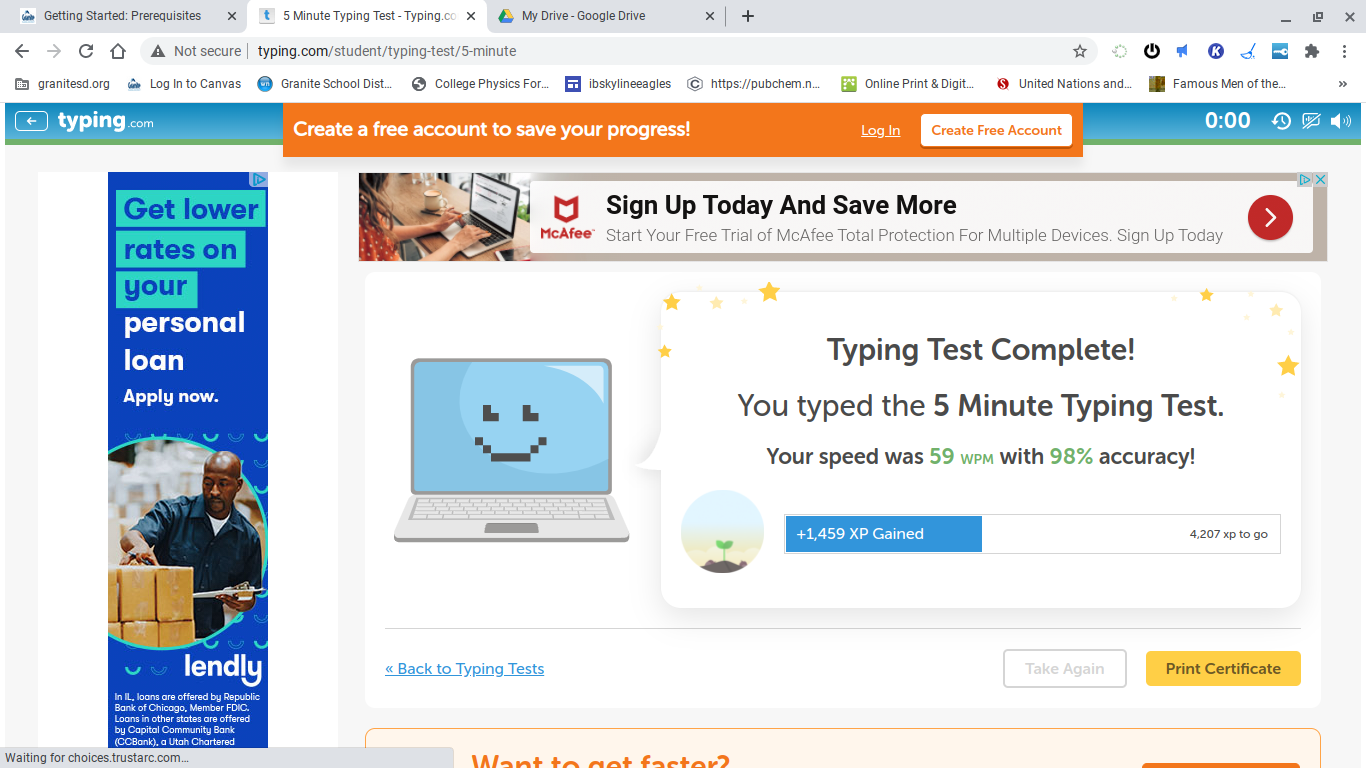 Getting Started: Prerequisites
5 Minute Typing Test - Typing.co
My Drive - Google Drive
Not secure
typing.com/student/typing-test/5-minute
granitesd.org
Log In to Canvas
Granite School Dist...
College Physics For...
ibskylineeagles
https://pubchem.n...
Online Print & Digit...
United Nations and...
Famous Men of the...
typing.com
Create a free account to save your progress!
Log In
Create Free Account
0:00
Get lower
rates on
your
personal
loan
Apply now.
lendly
In IL, loans are offered by Republic
Bank of Chicago, Member FDIC.
Loans in other states are offered
by Capital Community Bank
(CCBank), a Utah Chartered
McAfee
Sign Up Today And Save More
Start Your Free Trial of McAfee Total Protection For Multiple Devices. Sign Up Today
Typing Test Complete!
You typed the 5 Minute Typing Test.
Your speed was 59 WPM with 98% accuracy!
+1,459 XP Gained
4,207 xp to go
« Back to Typing Tests
Take Again
Print Certificate
Want to get faster?
Waiting for choices.trustarc.com...